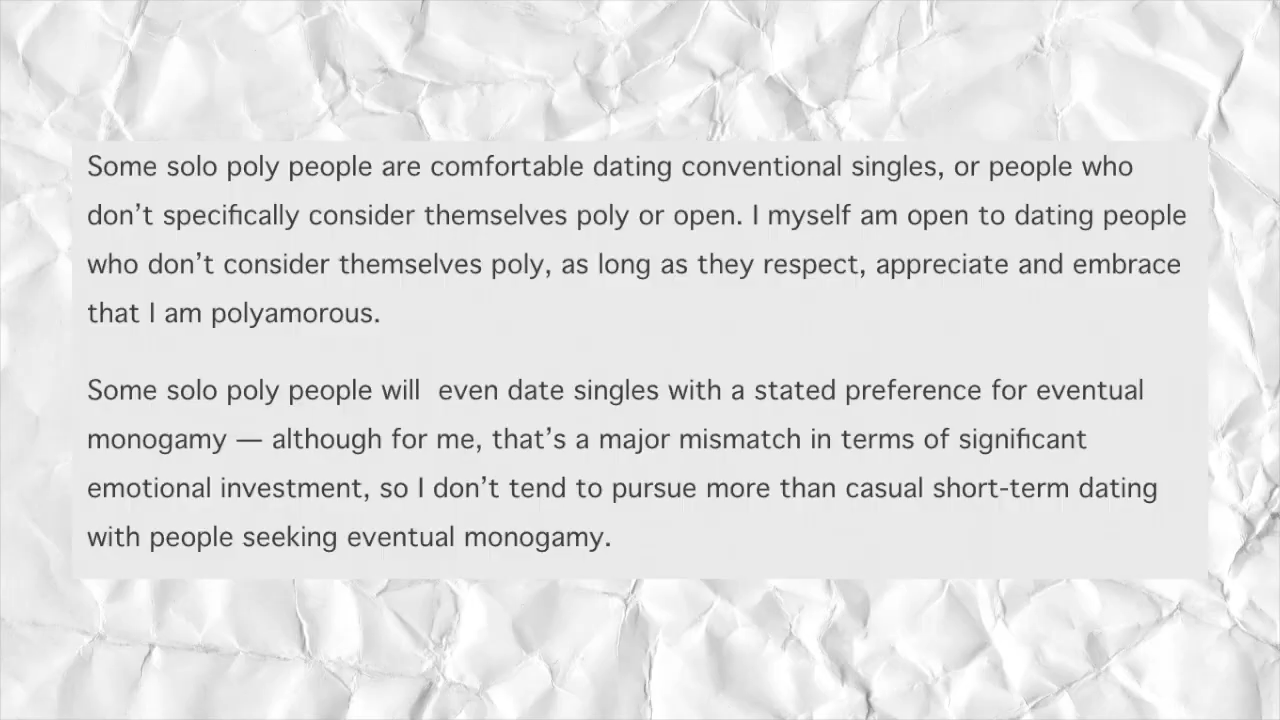 Some solo poly people are comfortable dating conventional singles, or people who
don’t specifically consider themselves poly or open. I myself am open to dating people
who don’t consider themselves poly, as long as they respect, appreciate and embrace
that I am polyamorous.
Some solo poly people will  even date singles with a stated preference for eventual
monogamy — although for me, that’s a major mismatch in terms of significant
emotional investment, so I don’t tend to pursue more than casual short-term dating
with people seeking eventual monogamy.